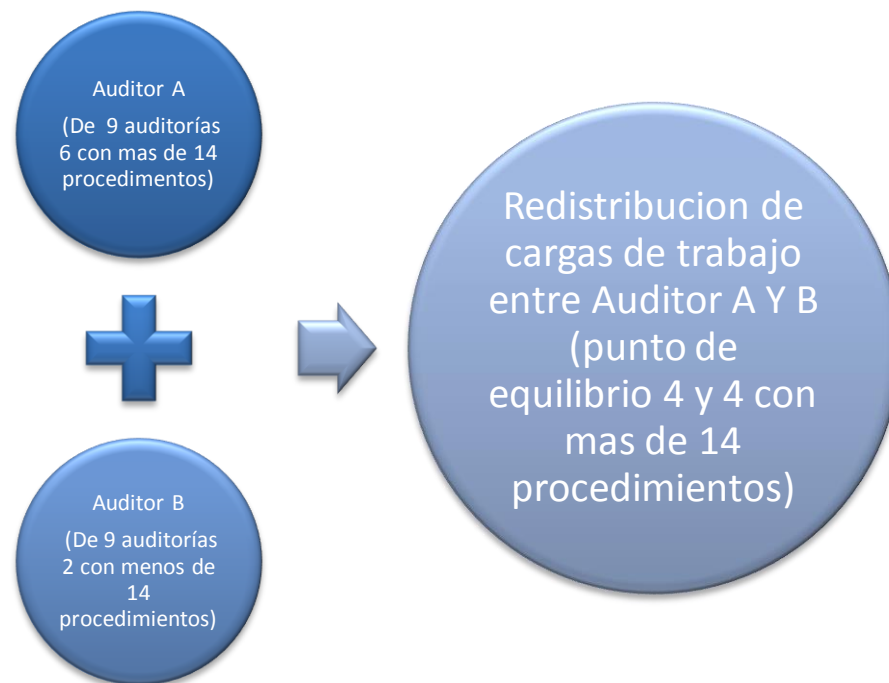 Auditor A
(De 9 auditorías
6 con mas de 14
procedimentos)
Auditor B
(De 9 auditorías
2 con menos de
14
procedimientos)
Redistribucion de
cargas de trabajo
entre Auditor A Y B
(punto de
equilibrio 4 y 4 con
mas de 14
procedimientos)